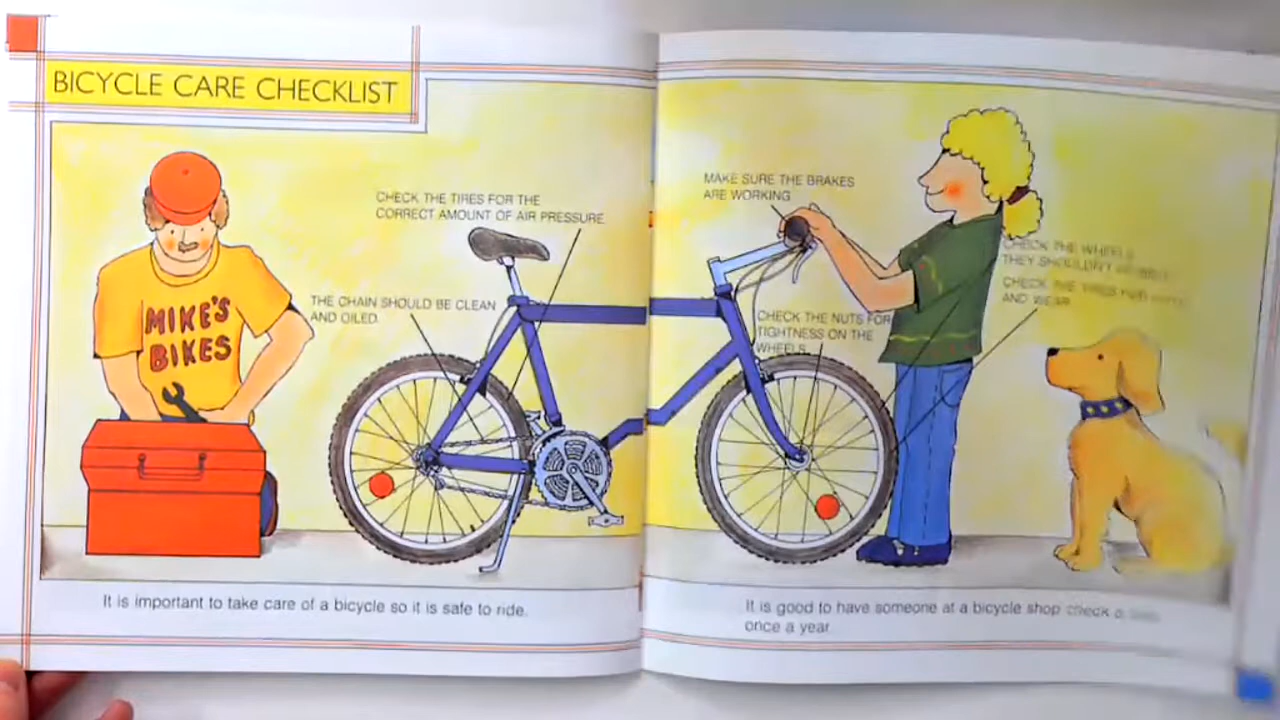 BICYCLE CARE CHECKLIST
MIKE'S
BIKES
CHECK THE TIRES FOR THE
CORRECT AMOUNT OF AIR PRESSURE
THE CHAIN SHOULD BE CLEAN
AND OILED.
It is important to take care of a bicycle so it is safe to ride.
MAKE SURE THE BRAKES
ARE WORKING
CHECK THE NUTS FOR
TIGHTNESS ON THE
WHEELS
CHECK THE WHEELS
THEY SHOULDN'T
CHECK THE TIRES FOR
AND WEAR
It is good to have someone at a bicycle shop check
once a year.